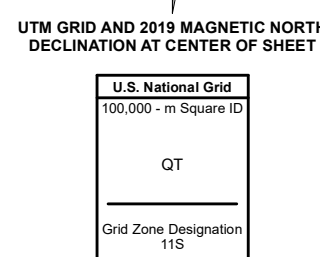 UTM GRID AND 2019 MAGNETIC NORTH
DECLINATION AT CENTER OF SHEET
U.S. National Grid
100,000 - m Square ID
QT
Grid Zone Designation
11S